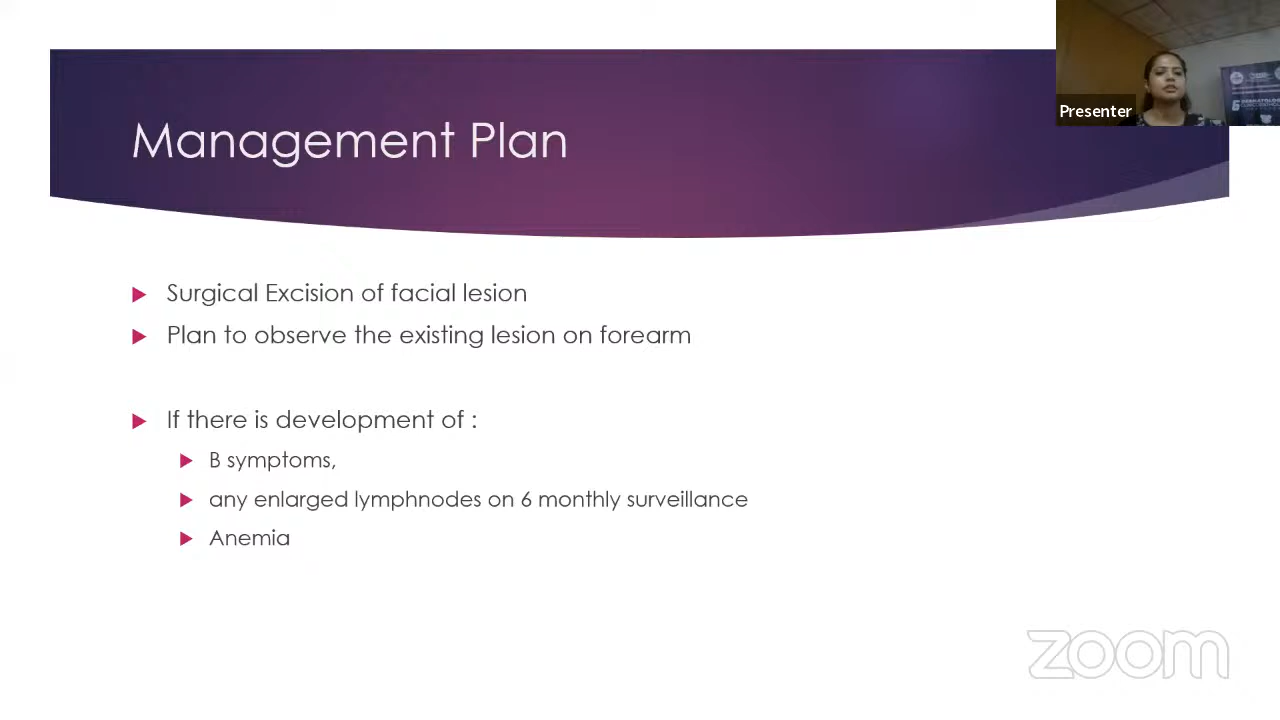 Presenter
Management Plan
Surgical Excision of facial lesion
Plan to observe the existing lesion on forearm
If there is development of :
B symptoms,
any enlarged lymphnodes on 6 monthly surveillance
Anemia
zoom